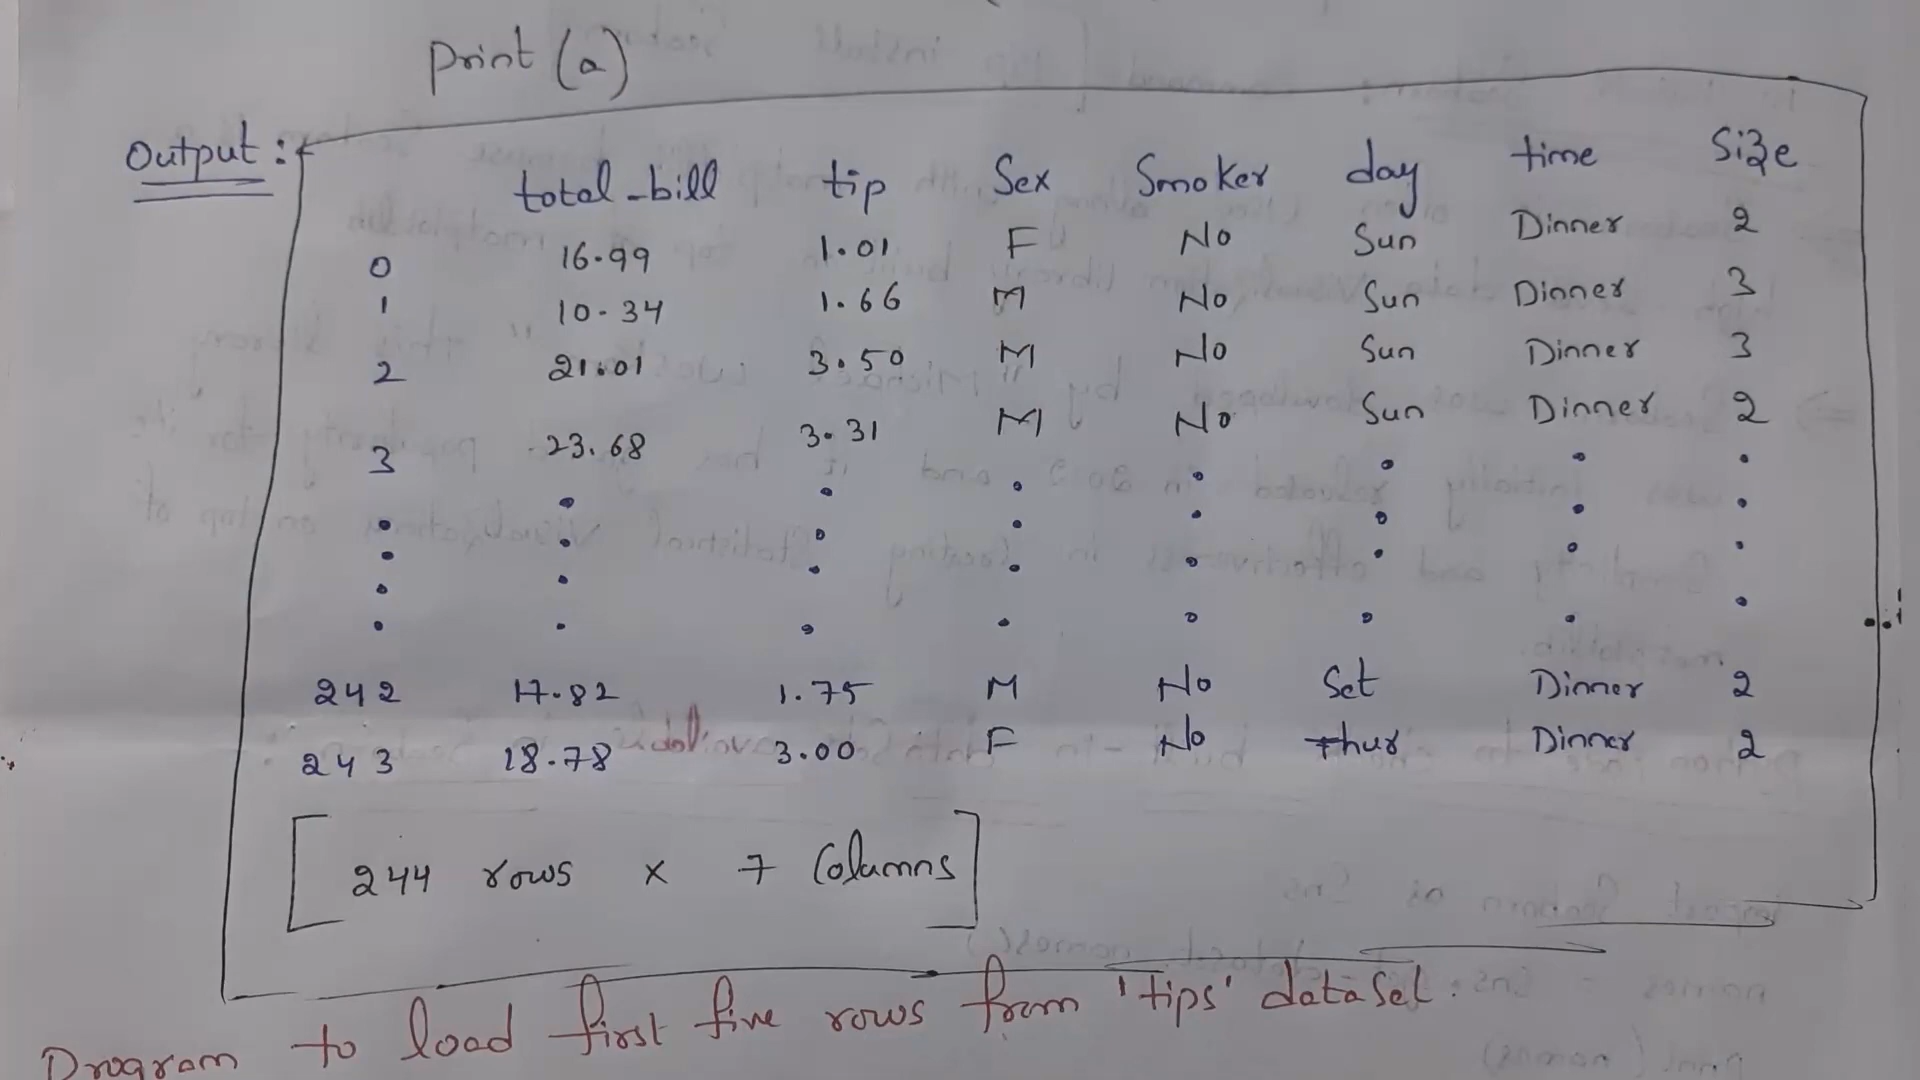 Print (a)
Output :-
total_bill tip Sex Smoker day time Size
0 16.99 1.01 F No Sun Dinner 2
1 10.34 1.66 M No Sun Dinner 3
2 21.01 3.50 M No Sun Dinner 3
3 23.68 3.31 M No Sun Dinner 2
242 17.82 1.75 M No Sat Dinner 2
243 18.78 3.00 F No Thur Dinner 2
[244 rows x 7 Columns]
Program to load first five rows from 'tips' dataset.